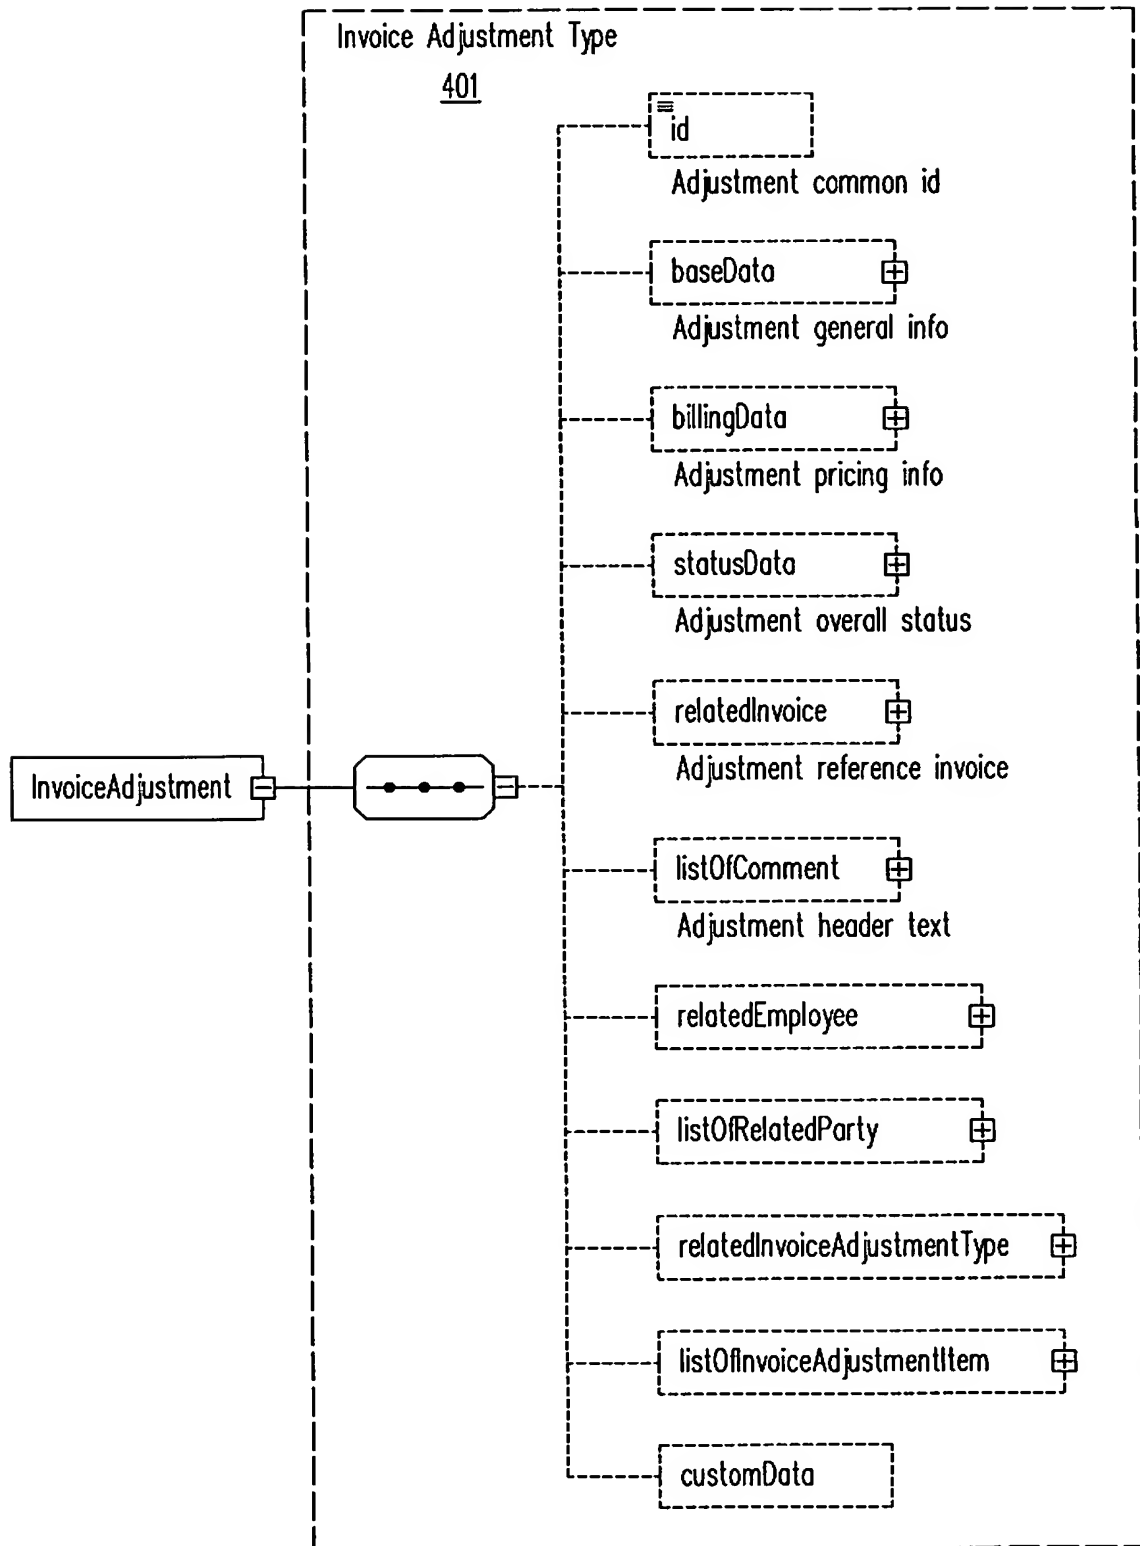 Invoice Adjustment Type
401
id
Adjustment common id
baseData
Adjustment general info
billingData
Adjustment pricing info
statusData
Adjustment overall status
relatedInvoice
Adjustment reference invoice
InvoiceAdjustment
listOfComment
Adjustment header text
relatedEmployee
listOfRelatedParty
relatedInvoiceAdjustmentType
listOfInvoiceAdjustmentItem
customData